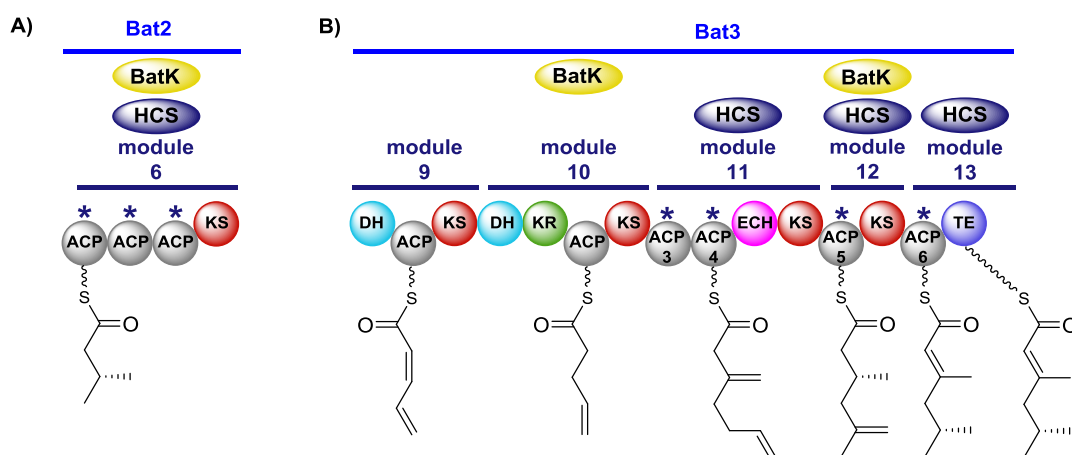 A)
Bat2
BatK
HCS
module
6
* * *
ACP ACP ACP KS
S
O
B)
Bat3
BatK BatK
HCS HCS HCS
module module module module module
9 10 11 12 13
* * * *
DH ACP KS DH KR ACP KS ACP 3 ACP 4 ECH KS ACP 5 KS ACP 6 TE
S S S S S S
O O O O O O